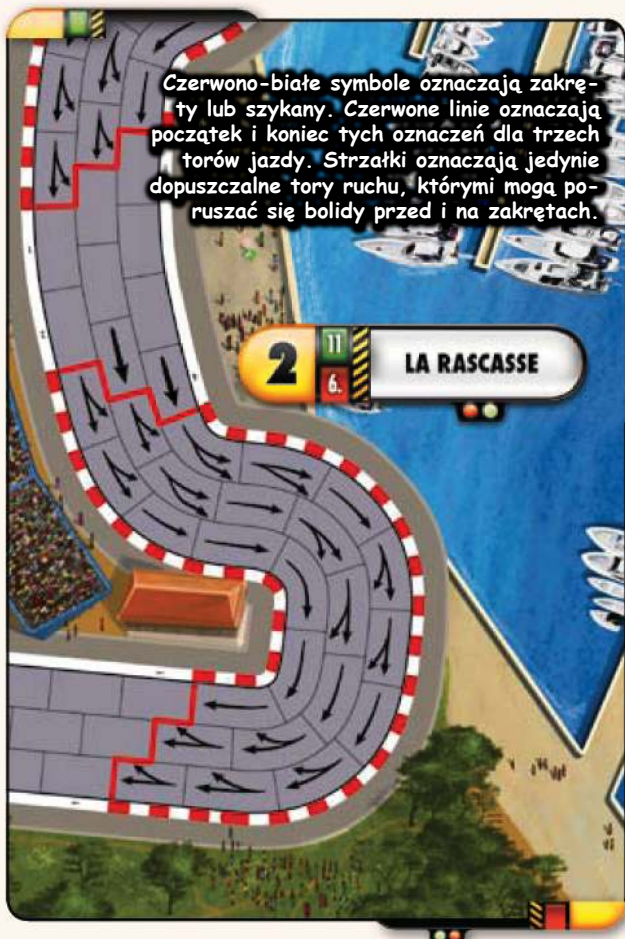 Czerwono-białe symbole oznaczają zakrę-
ty lub szykany. Czerwone linie oznaczają
początek i koniec tych oznaczeń dla trzech
torów jazdy. Strzałki oznaczają jedynie
dopuszczalne tory ruchu, którymi mogą po-
ruszać się bolidy przed i na zakrętach.
2
11
6.
LA RASCASSE